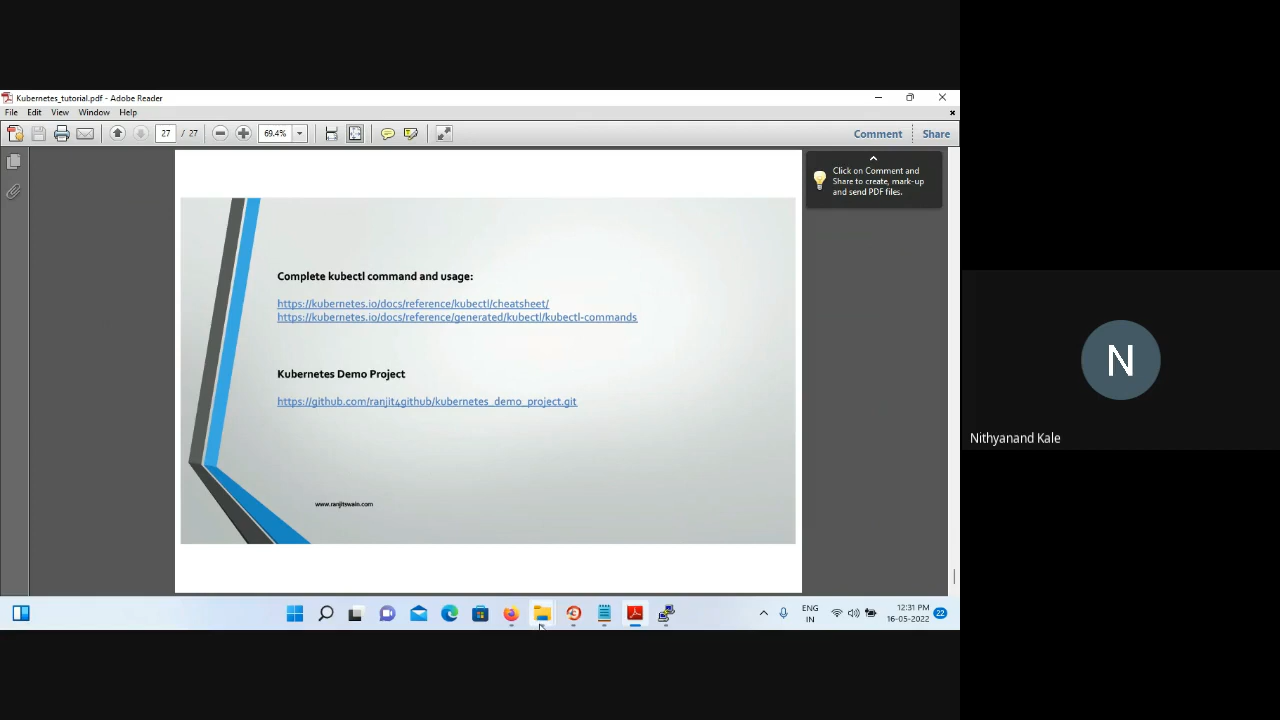 Kubernetes_tutorial.pdf - Adobe Reader
File Edit View Window Help
27 / 27 69.4% Comment Share
Click on Comment and
Share to create, mark-up
and send PDF files.
Complete kubectl command and usage:
https://kubernetes.io/docs/reference/kubectl/cheatsheet/
https://kubernetes.io/docs/reference/generated/kubectl/kubectl-commands
Kubernetes Demo Project
https://github.com/ranjit4github/kubernetes_demo_project.git
www.ranjitswain.com
N
Nithyanand Kale
ENG
IN
12:31 PM
16-05-2022
22